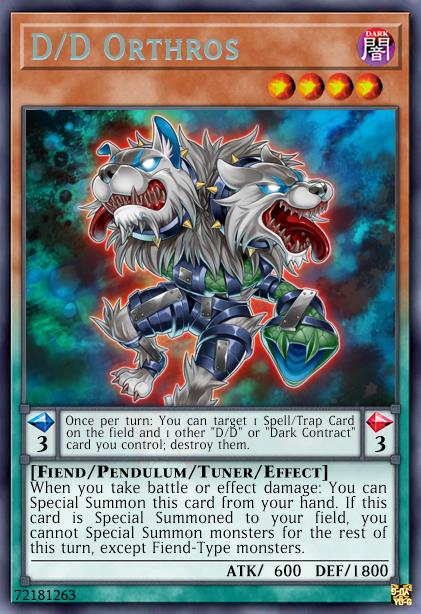 D/D Orthros
DARK
闇
3
Once per turn: You can target 1 Spell/Trap Card
on the field and 1 other "D/D" or "Dark Contract"
card you control; destroy them.
3
[Fiend/Pendulum/Tuner/Effect]
When you take battle or effect damage: You can
Special Summon this card from your hand. If this
card is Special Summoned to your field, you
cannot Special Summon monsters for the rest of
this turn, except Fiend-Type monsters.
ATK/ 600 DEF/1800
72181263